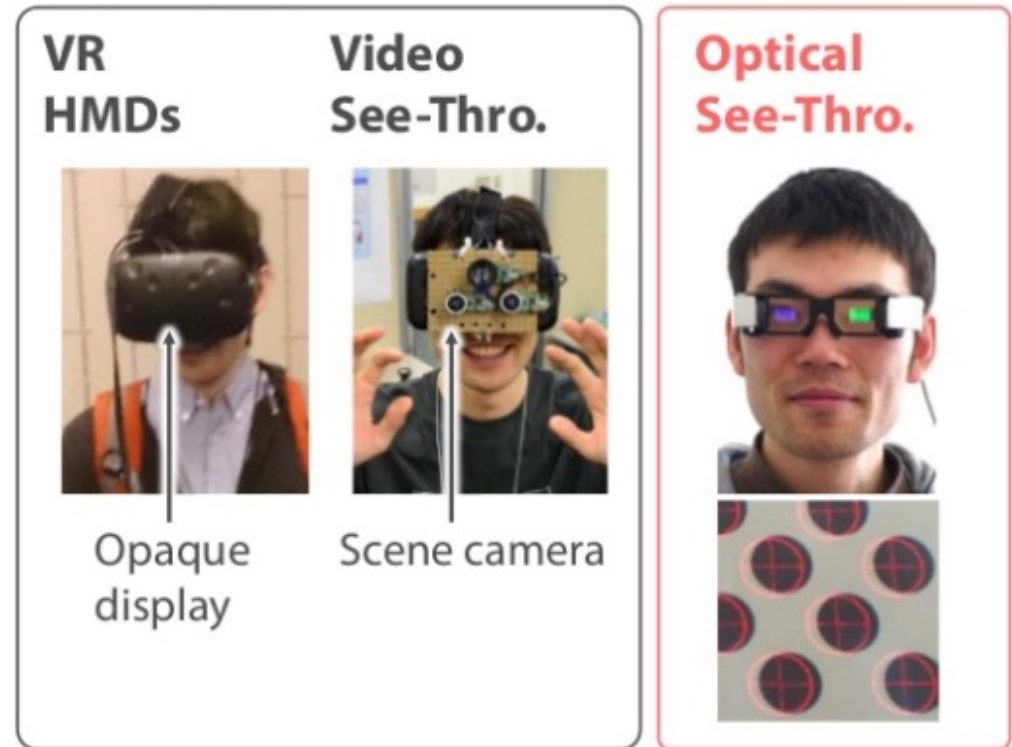 VR
HMDs
Opaque
display
Video
See-Thro.
Scene camera
Optical
See-Thro.